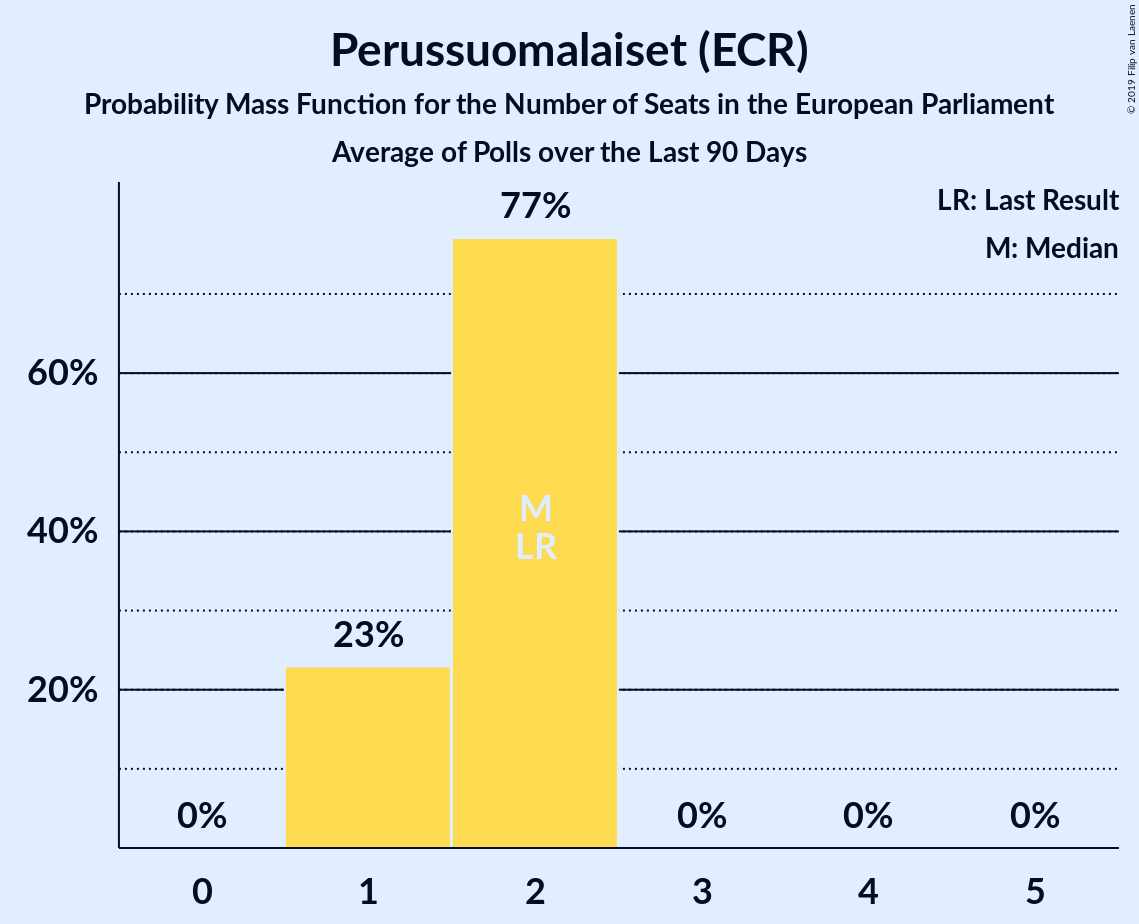 Perussuomalaiset (ECR)
Probability Mass Function for the Number of Seats in the European Parliament
Average of Polls over the Last 90 Days
© 2019 Filip van Laenen
LR: Last Result
M: Median
77%
60%
40%
20%
M
LR
23%
0%
0%
0%
0%
0
1
2
3
4
5